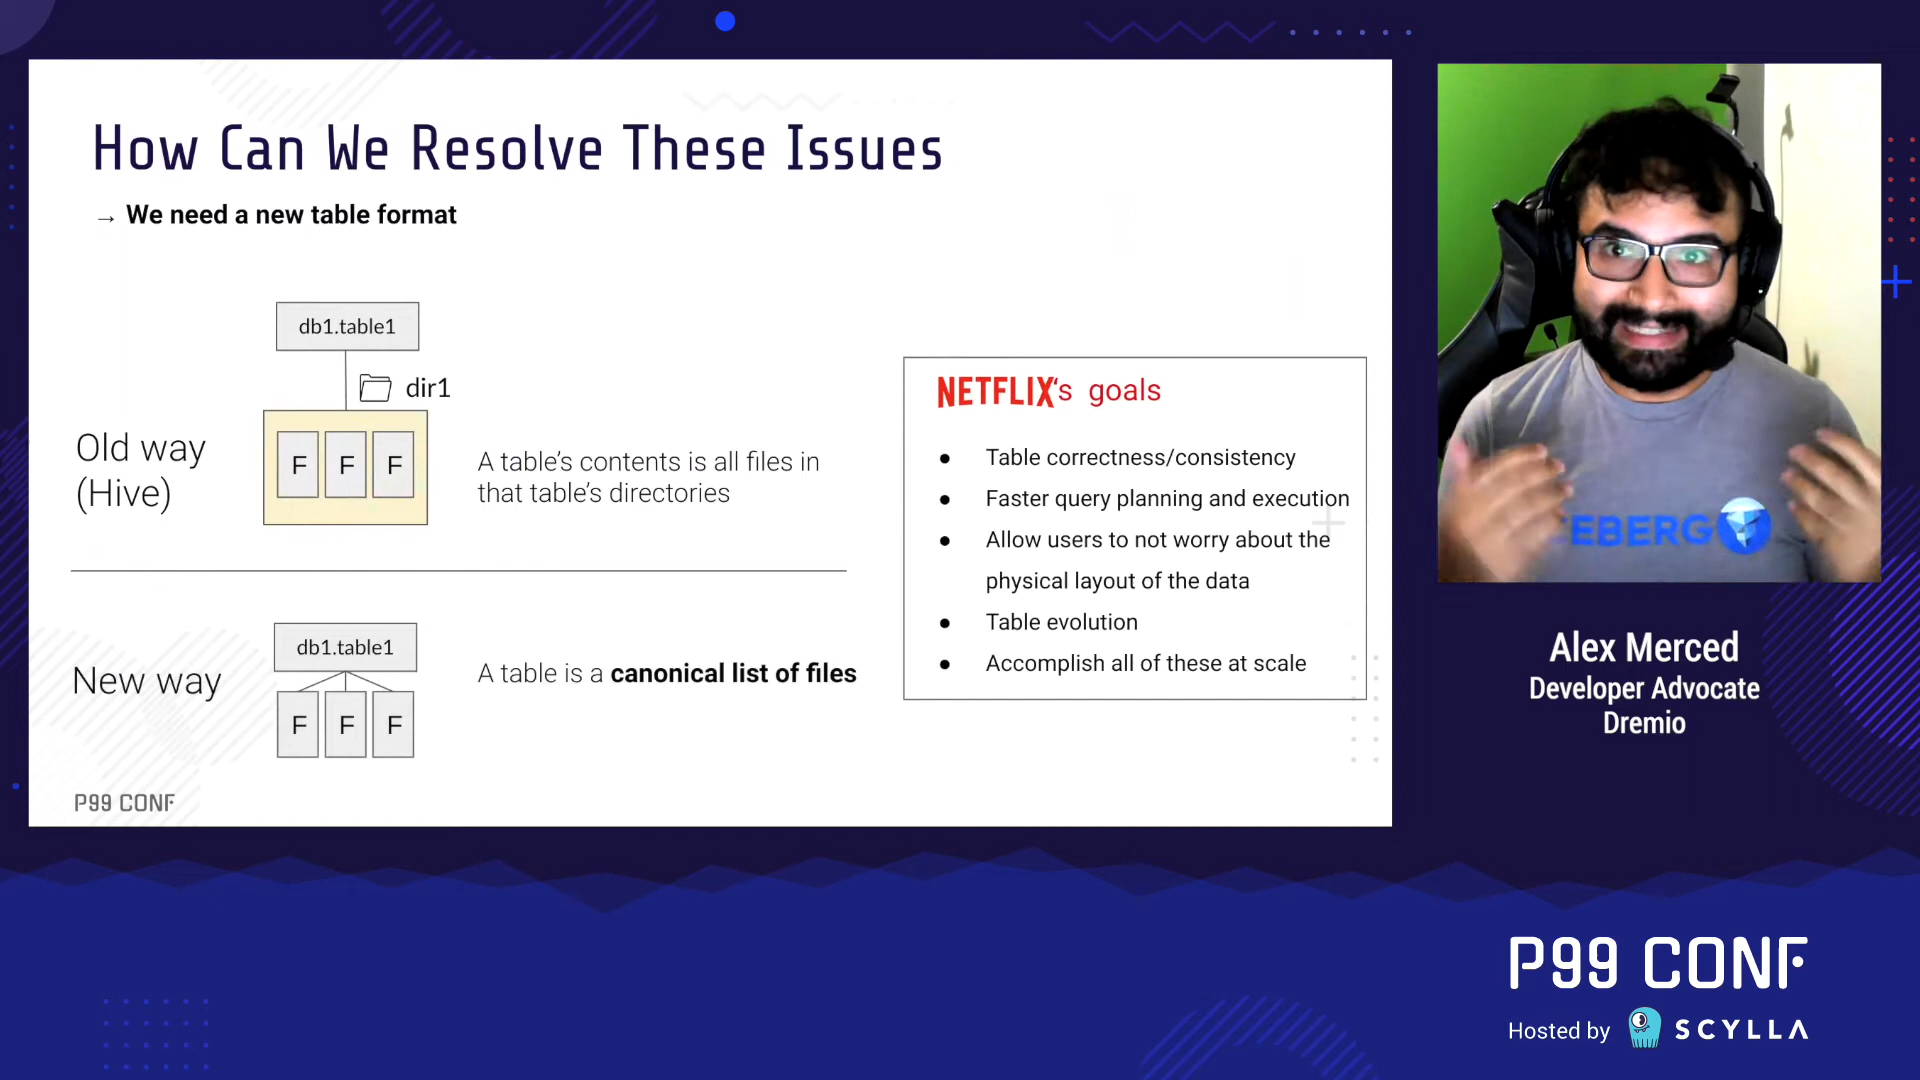 How Can We Resolve These Issues
→ We need a new table format
db1.table1
dir1
Old way
(Hive)
F F F
A table's contents is all files in
that table's directories
New way
db1.table1
F F F
A table is a canonical list of files
NETFLIX's goals
● Table correctness/consistency
● Faster query planning and execution
● Allow users to not worry about the
physical layout of the data
● Table evolution
● Accomplish all of these at scale
P99 CONF
EBERG
Alex Merced
Developer Advocate
Dremio
P99 CONF
Hosted by SCYLLA